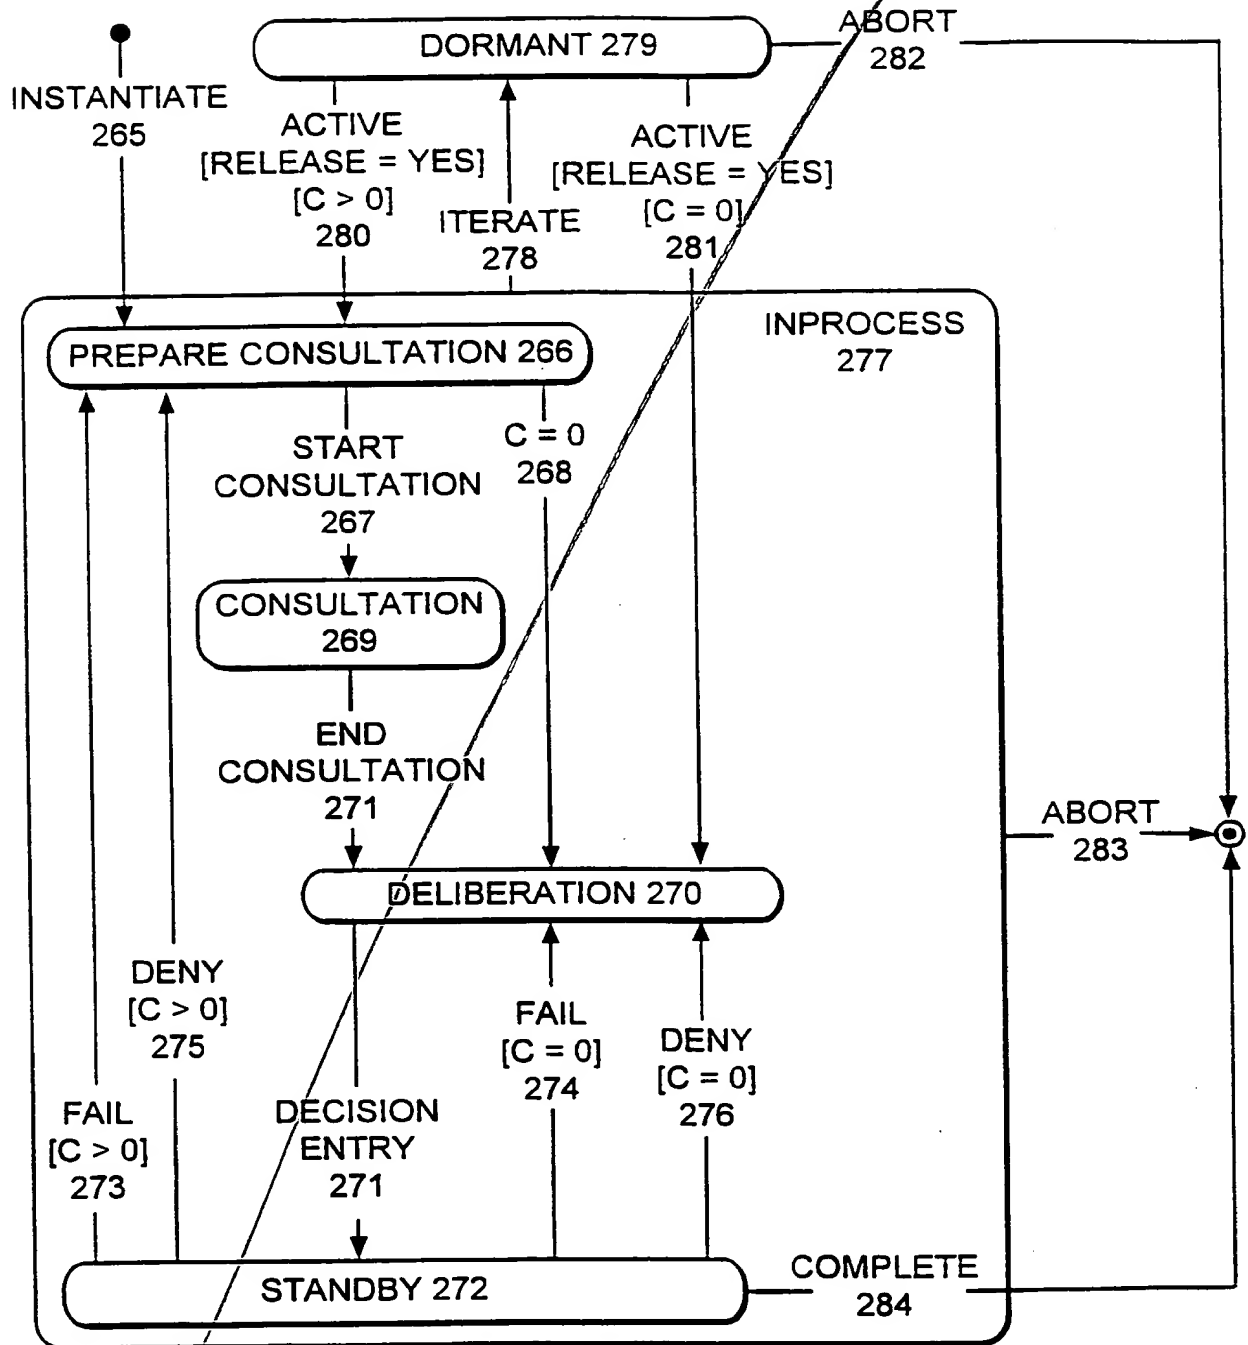 DORMANT 279
ABORT
282
INSTANTIATE
265
ACTIVE
[RELEASE = YES]
[C > 0]
280
ITERATE
278
ACTIVE
[RELEASE = YES]
[C = 0]
281
INPROCESS
277
PREPARE CONSULTATION 266
START
CONSULTATION
267
C = 0
268
CONSULTATION
269
END
CONSULTATION
271
ABORT
283
DELIBERATION 270
DENY
[C > 0]
275
FAIL
[C = 0]
274
DENY
[C = 0]
276
FAIL
[C > 0]
273
DECISION
ENTRY
271
STANDBY 272
COMPLETE
284